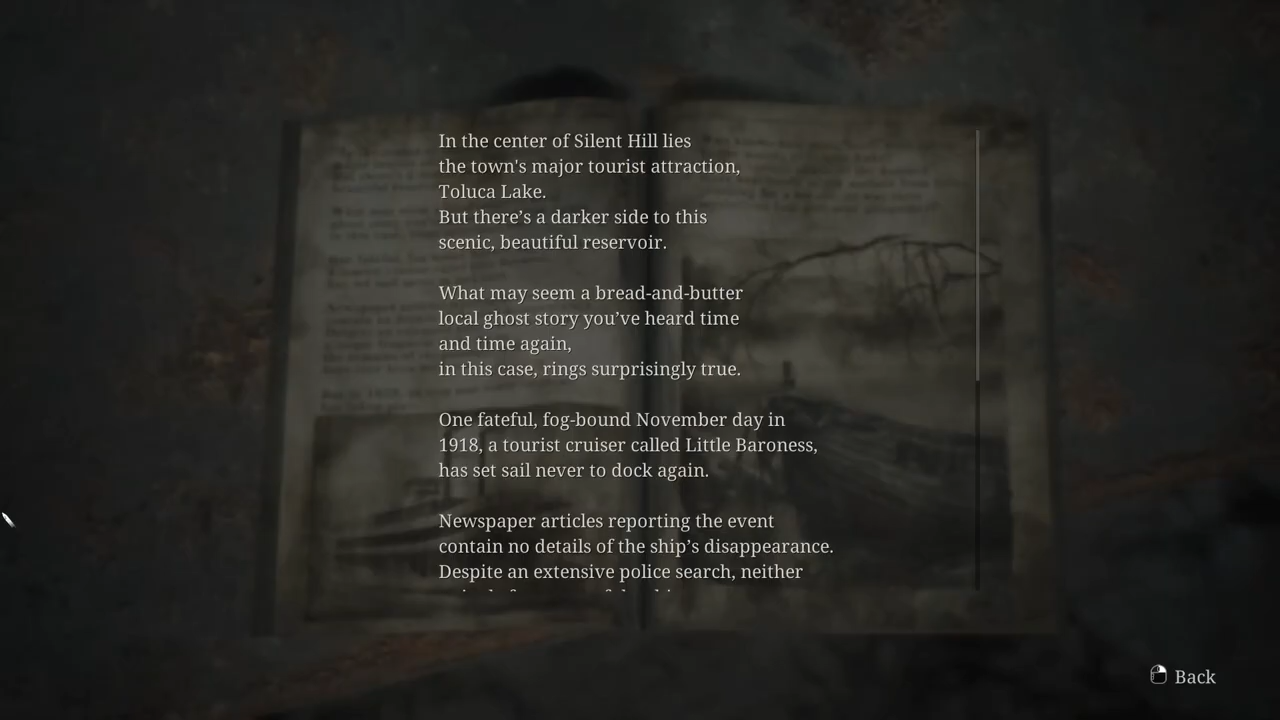 In the center of Silent Hill lies
the town's major tourist attraction,
Toluca Lake.
But there’s a darker side to this
scenic, beautiful reservoir.
What may seem a bread-and-butter
local ghost story you’ve heard time
and time again,
in this case, rings surprisingly true.
One fateful, fog-bound November day in
1918, a tourist cruiser called Little Baroness,
has set sail never to dock again.
Newspaper articles reporting the event
contain no details of the ship’s disappearance.
Despite an extensive police search, neither
Back